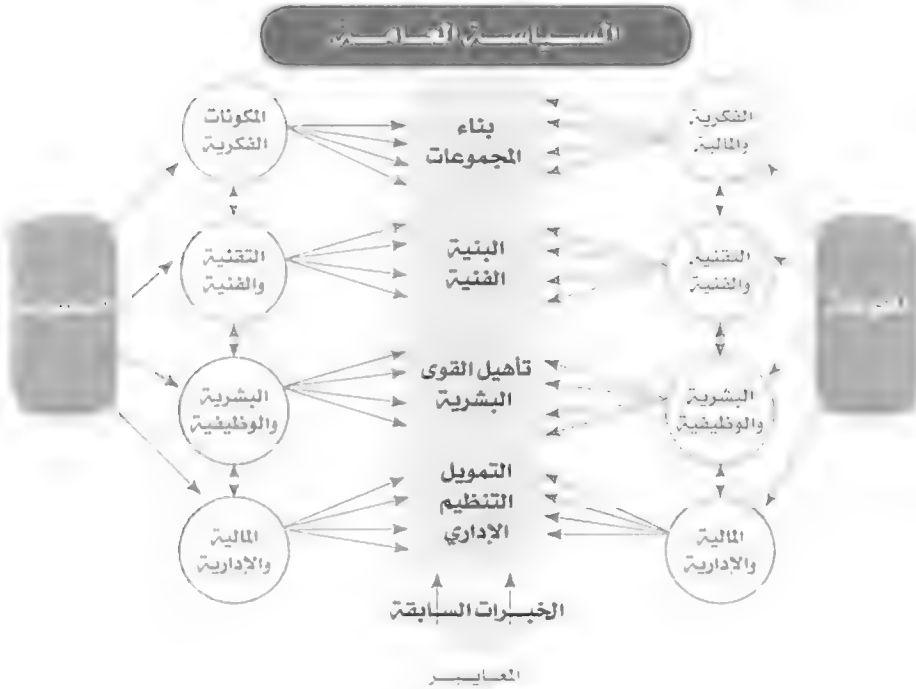 السياسة العامة
الفكرية
والمالية
بناء
المجموعات
المكونات
الفكرية
التقنية
والفنية
البنية
الفنية
التقنية
والفنية
البشرية
والوظيفية
تأهيل القوى
البشرية
البشرية
والوظيفية
المالية
والإدارية
التمويل
التنظيم
الإداري
المالية
والإدارية
الخبرات السابقة
المعايير